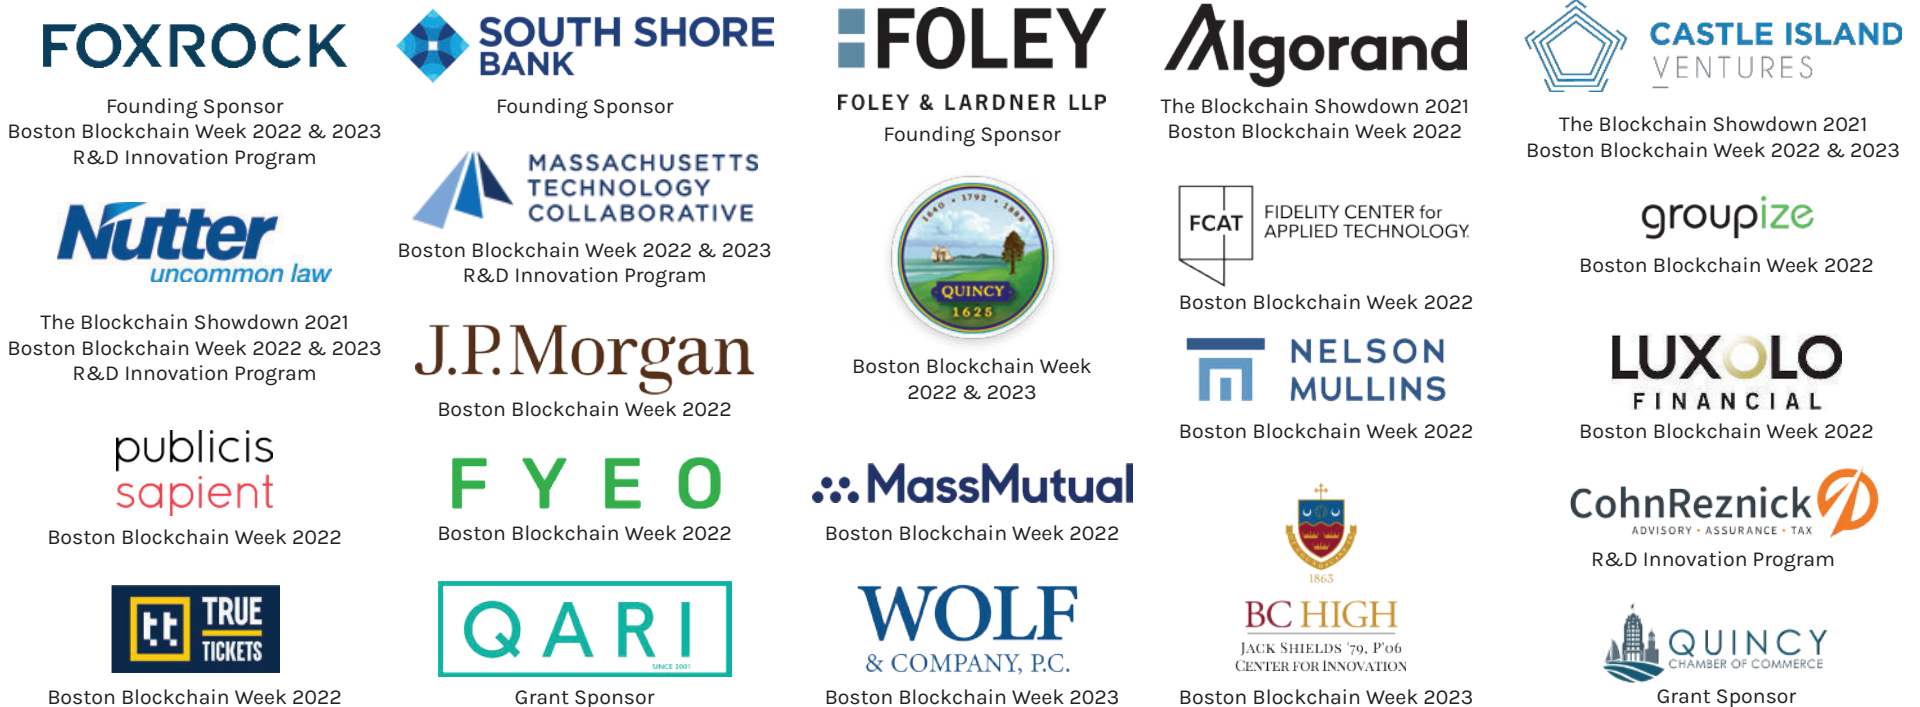 FOXROCK
Founding Sponsor
Boston Blockchain Week 2022 & 2023
R&D Innovation Program
Nutter
uncommon law
The Blockchain Showdown 2021
Boston Blockchain Week 2022 & 2023
R&D Innovation Program
publicis
sapient
Boston Blockchain Week 2022
tt
TRUE
TICKETS
Boston Blockchain Week 2022
SOUTH SHORE
BANK
Founding Sponsor
MASSACHUSETTS
TECHNOLOGY
COLLABORATIVE
Boston Blockchain Week 2022 & 2023
R&D Innovation Program
J.P.Morgan
Boston Blockchain Week 2022
FYEO
Boston Blockchain Week 2022
QARI
SINCE 2001
Grant Sponsor
FOLEY
FOLEY & LARDNER LLP
Founding Sponsor
1640 • 1792 • 1888
QUINCY
1625
Boston Blockchain Week
2022 & 2023
MassMutual
Boston Blockchain Week 2022
WOLF
& COMPANY, P.C.
Boston Blockchain Week 2023
Algorand
The Blockchain Showdown 2021
Boston Blockchain Week 2022
FCAT
FIDELITY CENTER for
APPLIED TECHNOLOGY
Boston Blockchain Week 2022
NELSON
MULLINS
Boston Blockchain Week 2022
1863
BC HIGH
JACK SHIELDS '79, P'06
CENTER FOR INNOVATION
Boston Blockchain Week 2023
CASTLE ISLAND
VENTURES
The Blockchain Showdown 2021
Boston Blockchain Week 2022 & 2023
groupize
Boston Blockchain Week 2022
LUXOLO
FINANCIAL
Boston Blockchain Week 2022
CohnReznick
ADVISORY • ASSURANCE • TAX
R&D Innovation Program
QUINCY
CHAMBER OF COMMERCE
Grant Sponsor